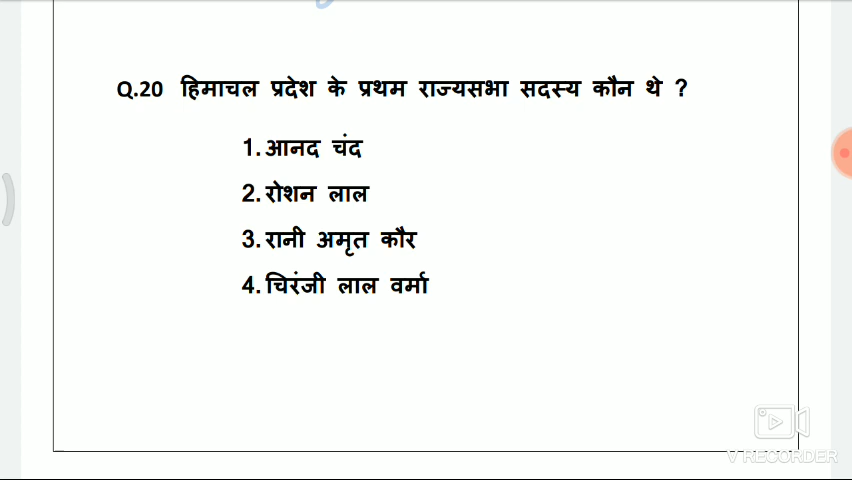 Q.20 हिमाचल प्रदेश के प्रथम राज्यसभा सदस्य कौन थे ?
1. आनद चंद
2. रोशन लाल
3. रानी अमृत कौर
4. चिरंजी लाल वर्मा
V RECORDER